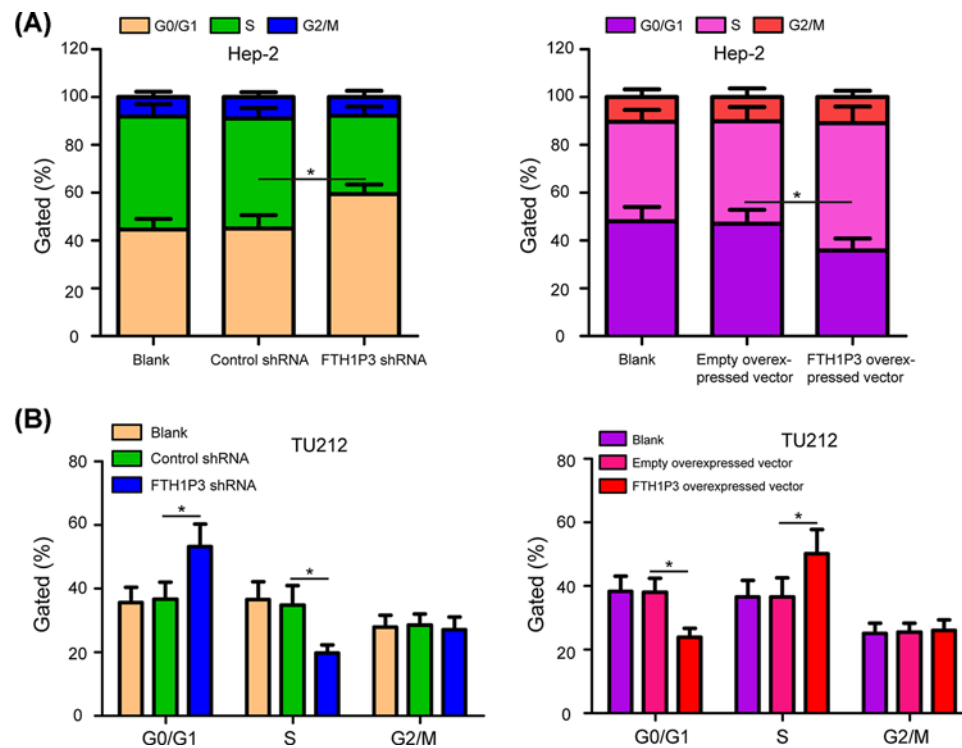 (A)
G0/G1 S G2/M
Hep-2
Gated (%)
120
100
80
60
40
20
0
*
Blank Control shRNA FTH1P3 shRNA
G0/G1 S G2/M
Hep-2
Gated (%)
120
100
80
60
40
20
0
*
Blank Empty overex- FTH1P3 overex-
pressed vector pressed vector
(B)
Blank
Control shRNA
FTH1P3 shRNA
TU212
Gated (%)
80
60
40
20
0
*
*
G0/G1 S G2/M
Blank
Empty overexpressed vector
FTH1P3 overexpressed vector
TU212
Gated (%)
80
60
40
20
0
*
*
G0/G1 S G2/M